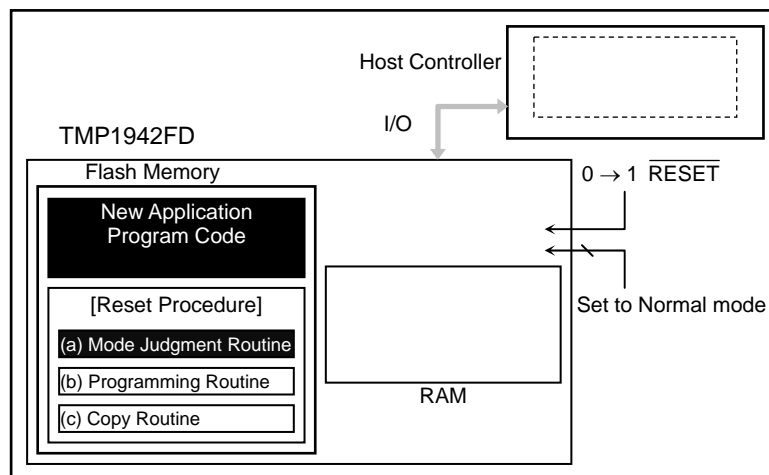 Host Controller
I/O
TMP1942FD
Flash Memory
0 → 1 RESET
New Application
Program Code
[Reset Procedure]
Set to Normal mode
(a) Mode Judgment Routine
(b) Programming Routine
(c) Copy Routine
RAM